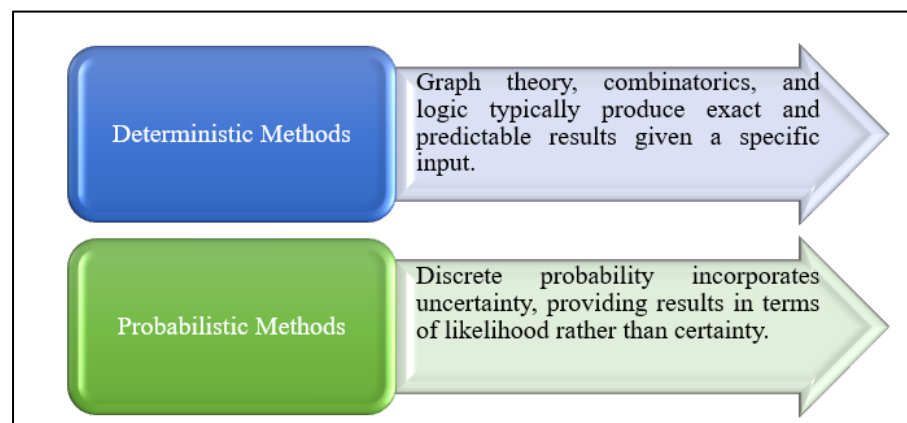 Deterministic Methods
Graph theory, combinatorics, and
logic typically produce exact and
predictable results given a specific
input.
Probabilistic Methods
Discrete probability incorporates
uncertainty, providing results in terms
of likelihood rather than certainty.